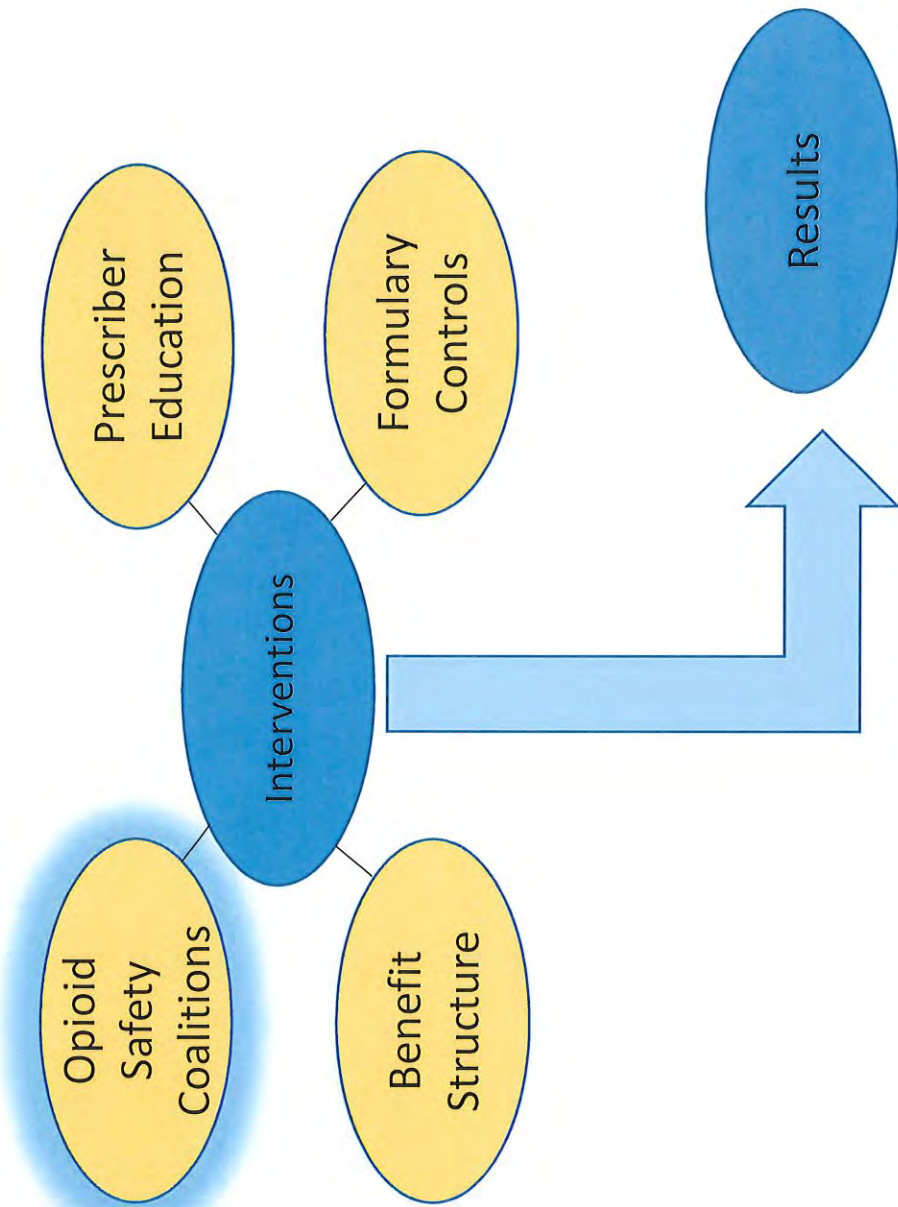 Opioid
Safety
Coalitions
Prescriber
Education
Interventions
Benefit
Structure
Formulary
Controls
Results